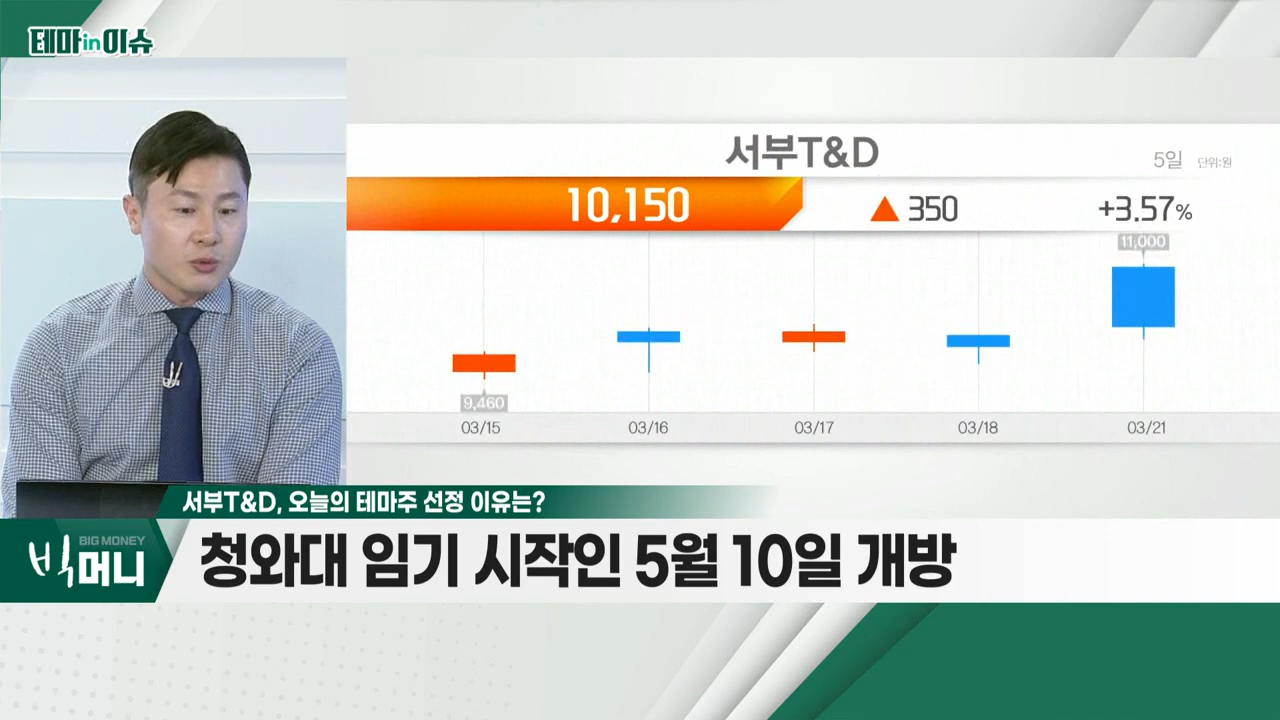 테마in이슈
서부T&D
5일 단위:원
10,150 ▲ 350 +3.57%
11,000
9,460
03/15 03/16 03/17 03/18 03/21
서부T&D, 오늘의 테마주 선정 이유는?
BIG MONEY
빅머니
청와대 임기 시작인 5월 10일 개방